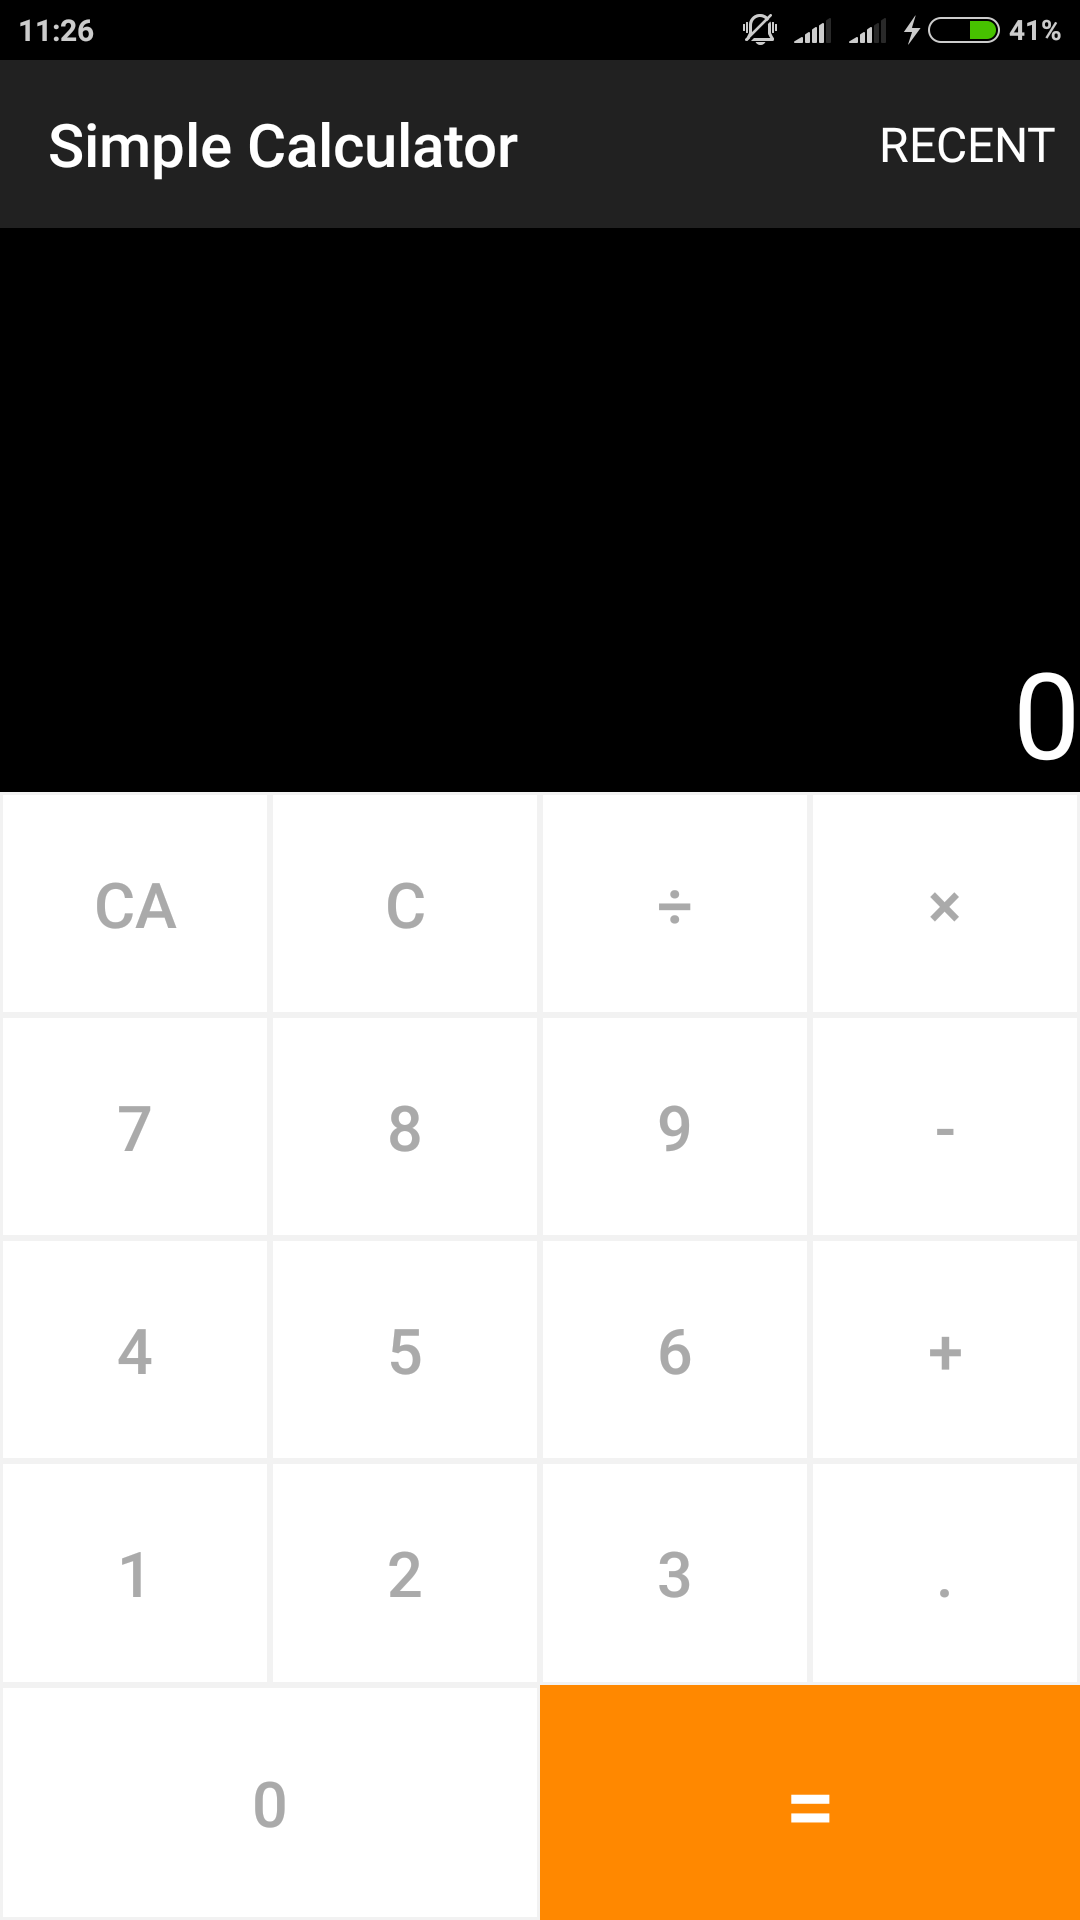 11:26 41%
Simple Calculator RECENT
0
CA C ÷ ×
7 8 9 -
4 5 6 +
1 2 3 .
0 =